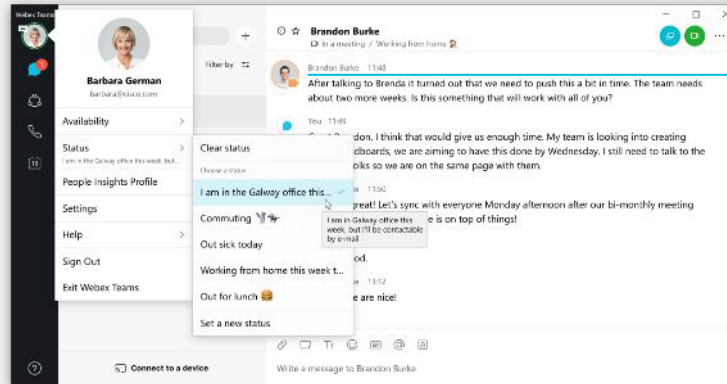 Webex Teams
Barbara German
barbara@cisco.com
Availability
Status
I am in the Galway office this week, but...
People Insights Profile
Settings
Help
Sign Out
Exit Webex Teams
Filter by
Clear status
Choose a status
I am in the Galway office this...
Commuting
Out sick today
Working from home this week t...
Out for lunch
Set a new status
I am in Galway office this
week, but I'll be contactable
by e-mail
Connect to a device
Brandon Burke
In a meeting / Working from home
Brandon Burke 11:48
After talking to Brenda it turned out that we need to push this a bit in time. The team needs
about two more weeks. Is this something that will work with all of you?
You 11:49
don. I think that would give us enough time. My team is looking into creating
dboards, we are aiming to have this done by Wednesday. I still need to talk to the
olks so we are on the same page with them.
11:50
great! Let's sync with everyone Monday afternoon after our bi-monthly meeting
e is on top of things!
od.
13:12
e are nice!
Write a message to Brandon Burke